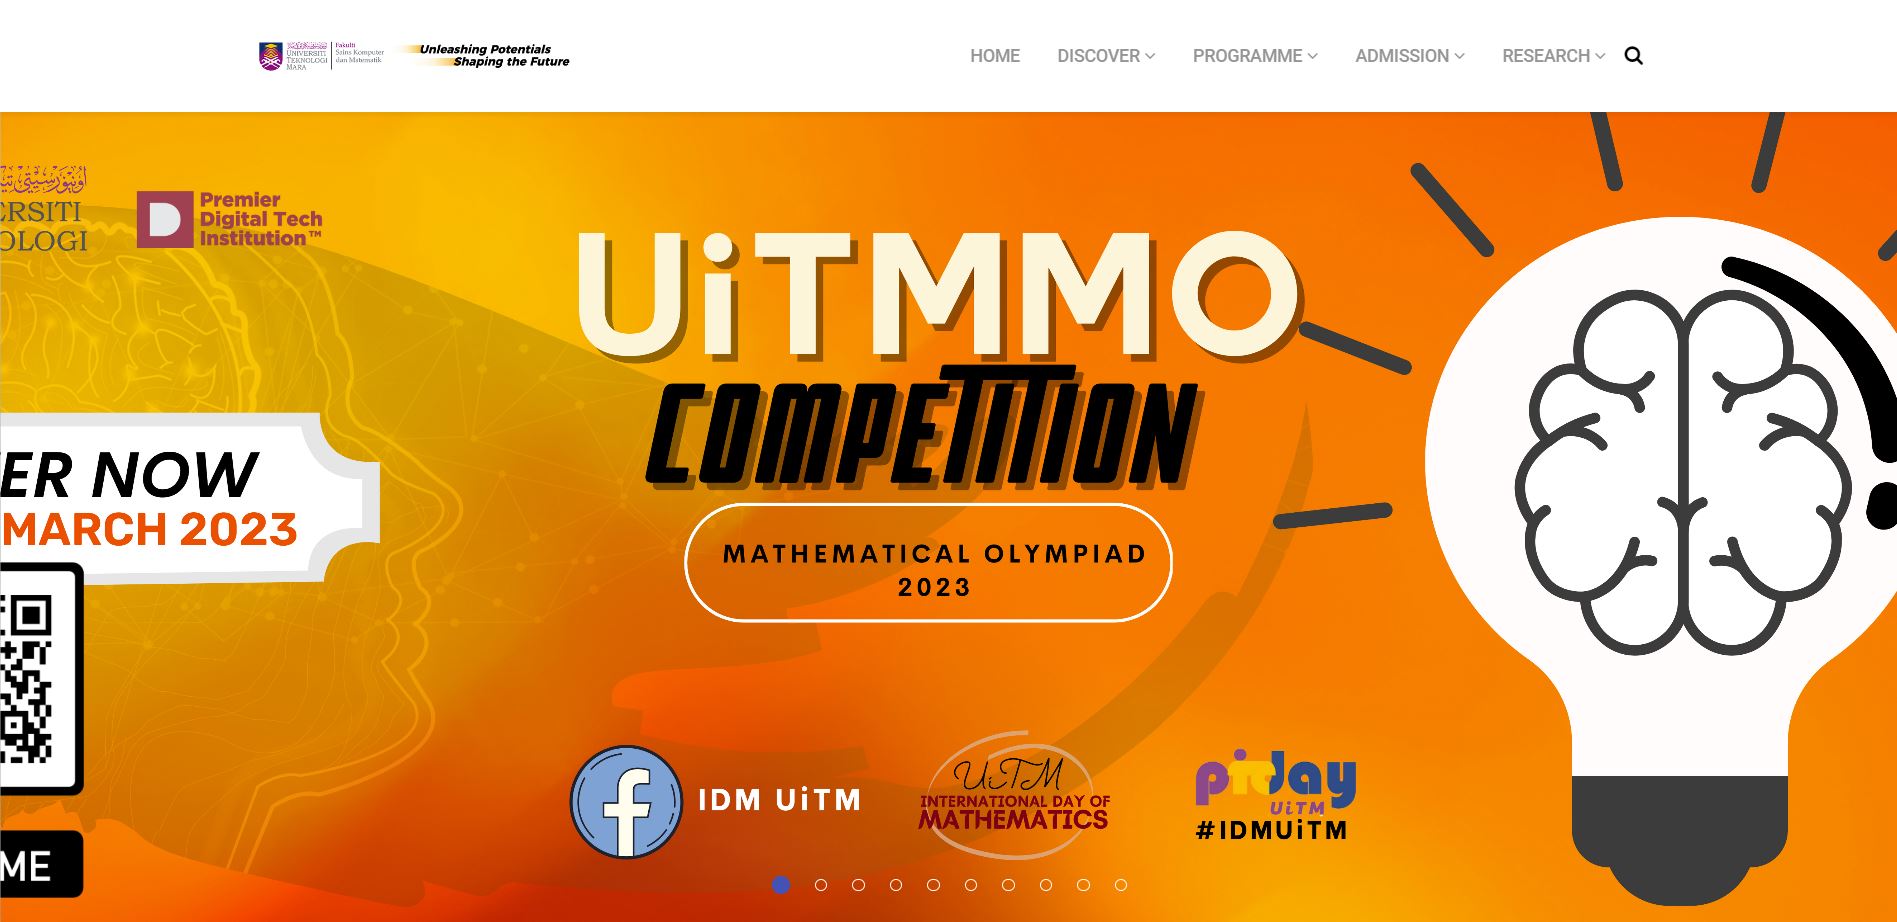 UNIVERSITI
TEKNOLOGI
MARA
Fakulti
Sains Komputer
dan Matematik
Unleashing Potentials
Shaping the Future
HOME DISCOVER PROGRAMME ADMISSION RESEARCH
ERSITI
OLOGI
Premier
Digital Tech
Institution™
UiTMMO
COMPETITION
MATHEMATICAL OLYMPIAD
2023
ER NOW
MARCH 2023
ME
IDM UiTM
UiTM
INTERNATIONAL DAY OF
MATHEMATICS
piday
UiTM
#IDMUiTM